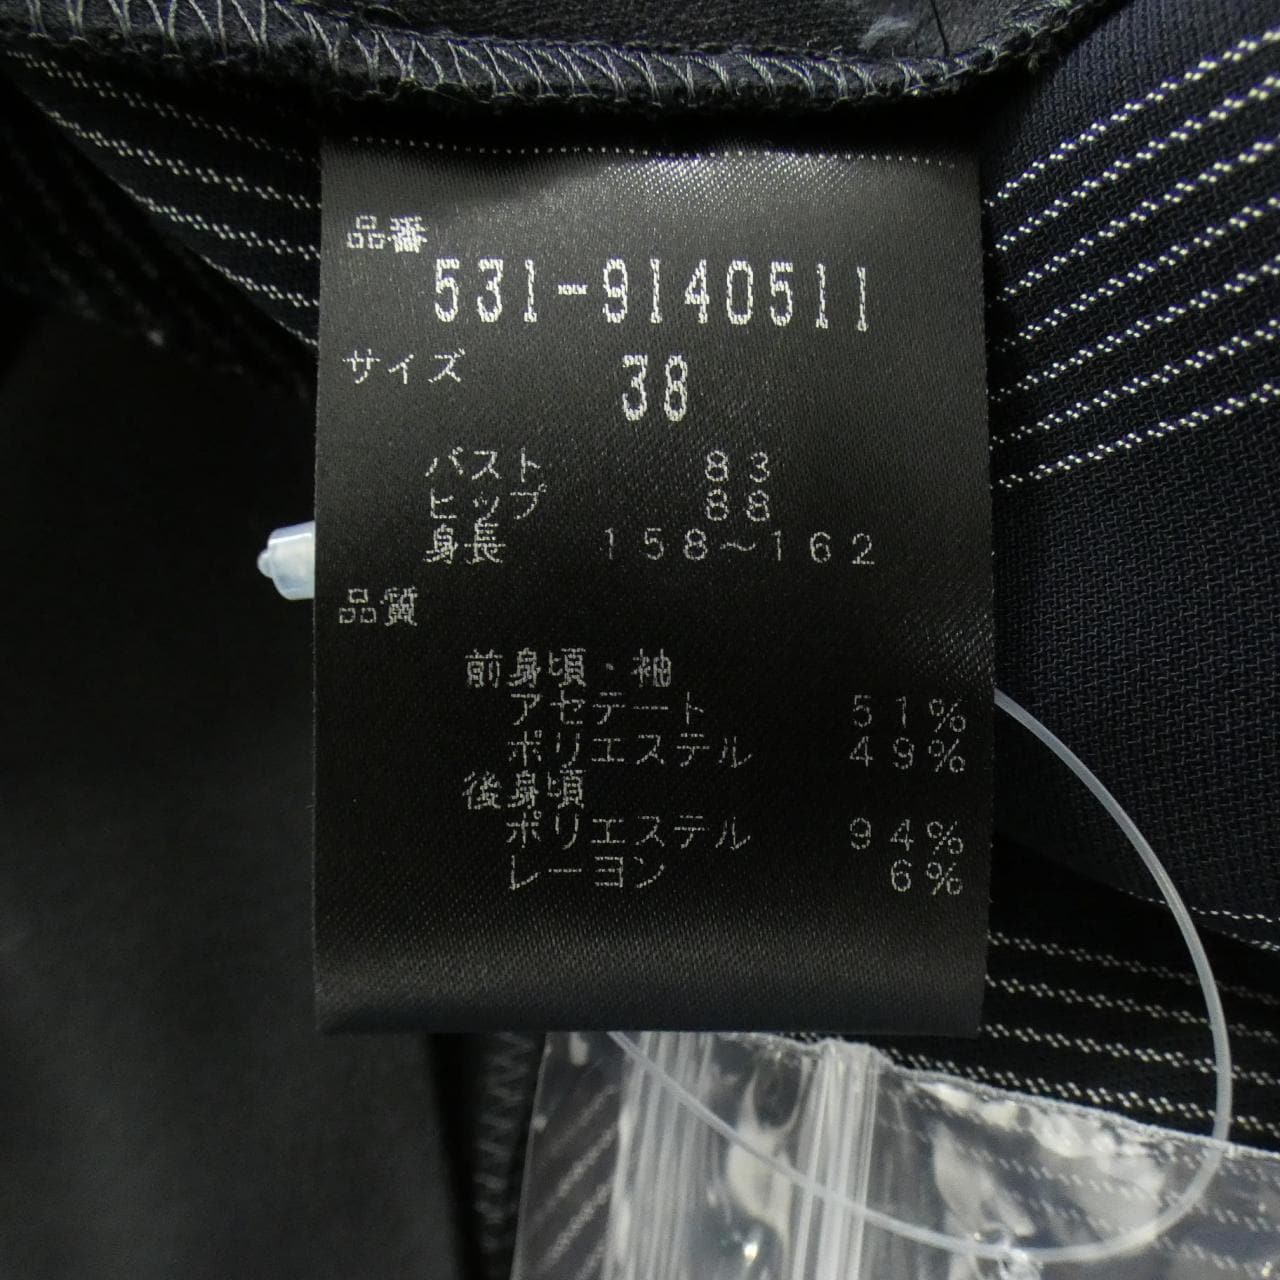 品番
531-9140511
サイズ 38
バスト 83
ヒップ 88
身長 158～162
品質
前身頃・袖
アセテート 51%
ポリエステル 49%
後身頃
ポリエステル 94%
レーヨン 6%